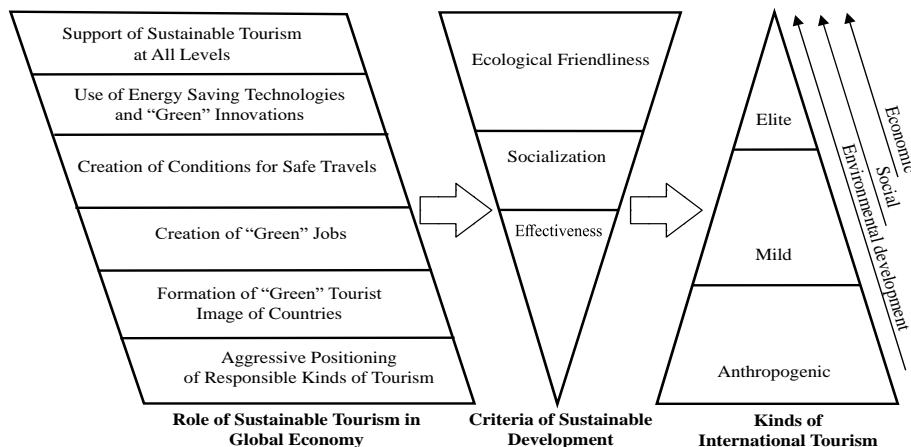 Support of Sustainable Tourism
at All Levels
Use of Energy Saving Technologies
and “Green” Innovations
Creation of Conditions for Safe Travels
Creation of “Green” Jobs
Formation of “Green” Tourist
Image of Countries
Aggressive Positioning
of Responsible Kinds of Tourism
Role of Sustainable Tourism in
Global Economy
Ecological Friendliness
Socialization
Effectiveness
Criteria of Sustainable
Development
Elite
Mild
Anthropogenic
Economic
Social
Environmental development
Kinds of
International Tourism